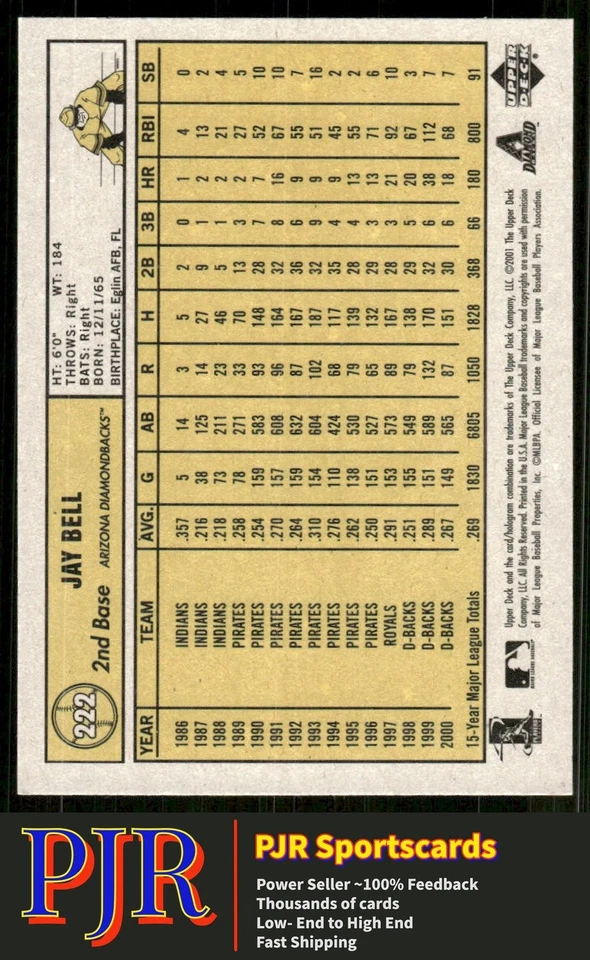 222
JAY BELL
2nd Base ARIZONA DIAMONDBACKS™
HT: 6'0" WT: 184
THROWS: Right
BATS: Right
BORN: 12/11/65
BIRTHPLACE: Eglin AFB, FL
YEAR TEAM AVG. G AB R H 2B 3B HR RBI SB
1986 INDIANS .357 5 14 3 5 2 0 1 4 0
1987 INDIANS .216 38 125 14 27 9 1 2 13 2
1988 INDIANS .218 73 211 23 46 5 1 2 21 4
1989 PIRATES .258 78 271 33 70 13 3 2 27 5
1990 PIRATES .254 159 583 93 148 28 7 7 52 10
1991 PIRATES .270 157 608 96 164 32 8 16 67 10
1992 PIRATES .264 159 632 87 167 36 6 9 55 7
1993 PIRATES .310 154 604 102 187 32 9 9 51 16
1994 PIRATES .276 110 424 68 117 35 4 9 45 2
1995 PIRATES .262 138 530 79 139 28 4 13 55 2
1996 PIRATES .250 151 527 65 132 29 3 13 71 6
1997 ROYALS .291 153 573 89 167 28 3 21 92 10
1998 D-BACKS .251 155 549 79 138 29 5 20 67 3
1999 D-BACKS .289 151 589 132 170 32 6 38 112 7
2000 D-BACKS .267 149 565 87 151 30 6 18 68 7
15-Year Major League Totals .269 1830 6805 1050 1828 368 66 180 800 91
Upper Deck and the card/hologram combination are trademarks of The Upper Deck Company, LLC. ©2001 The Upper Deck
Company, LLC. All Rights Reserved. Printed in the U.S.A. Major League Baseball trademarks and copyrights are used with permission
of Major League Baseball Properties, Inc. ©MLBPA Official Licensee of Major League Baseball Players Association.
UPPER
DECK
PJR
PJR Sportscards
Power Seller ~100% Feedback
Thousands of cards
Low- End to High End
Fast Shipping